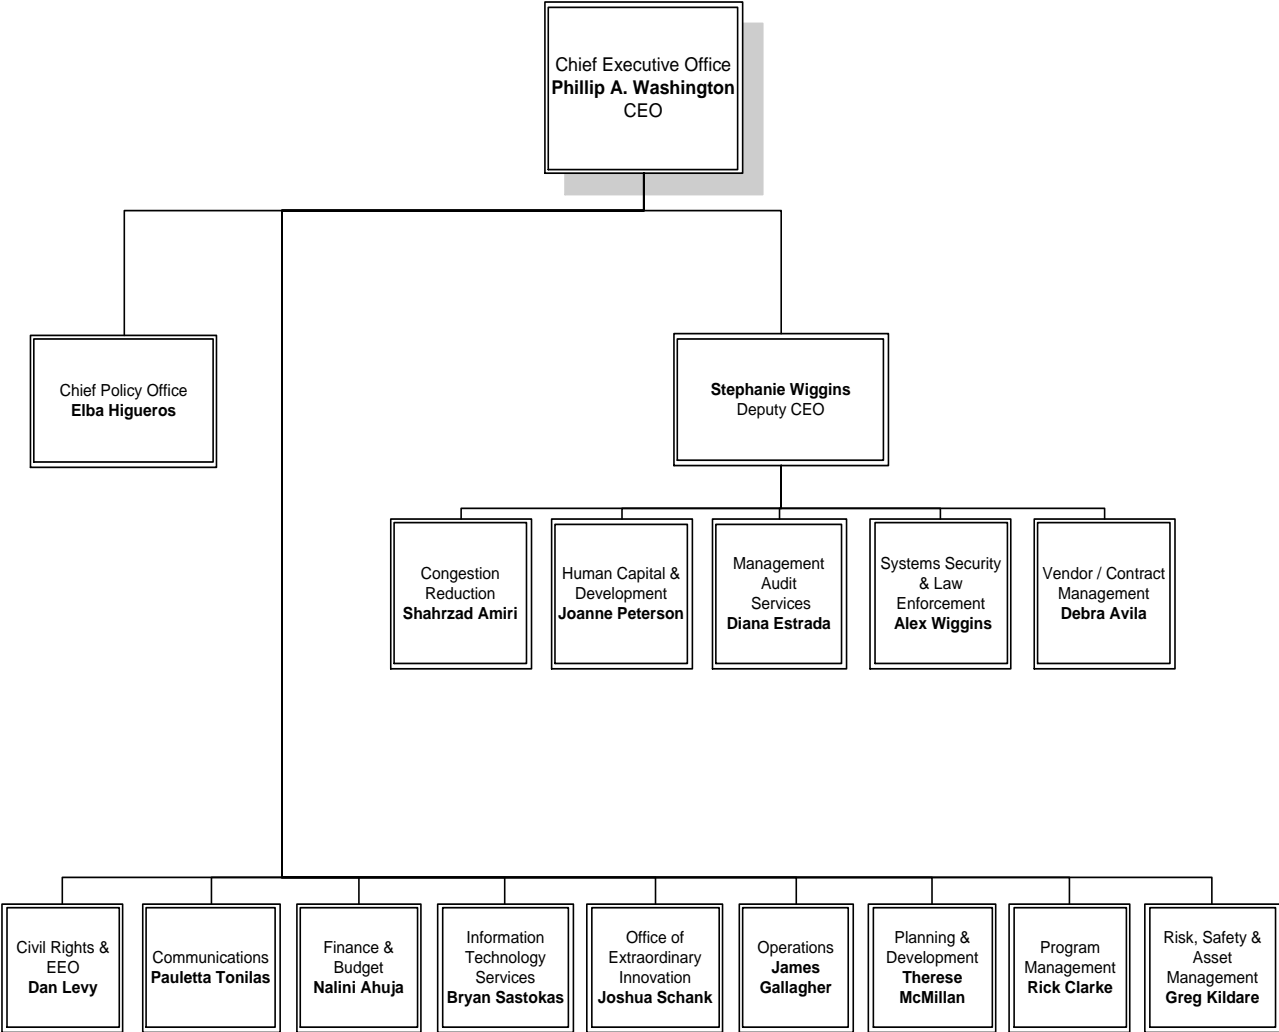 Chief Executive Office
Phillip A. Washington
CEO
Chief Policy Office
Elba Higueros
Stephanie Wiggins
Deputy CEO
Congestion
Reduction
Shahrzad Amiri
Human Capital &
Development
Joanne Peterson
Management
Audit
Services
Diana Estrada
Systems Security
& Law
Enforcement
Alex Wiggins
Vendor / Contract
Management
Debra Avila
Civil Rights &
EEO
Dan Levy
Communications
Pauletta Tonilas
Finance &
Budget
Nalini Ahuja
Information
Technology
Services
Bryan Sastokas
Office of
Extraordinary
Innovation
Joshua Schank
Operations
James
Gallagher
Planning &
Development
Therese
McMillan
Program
Management
Rick Clarke
Risk, Safety &
Asset
Management
Greg Kildare